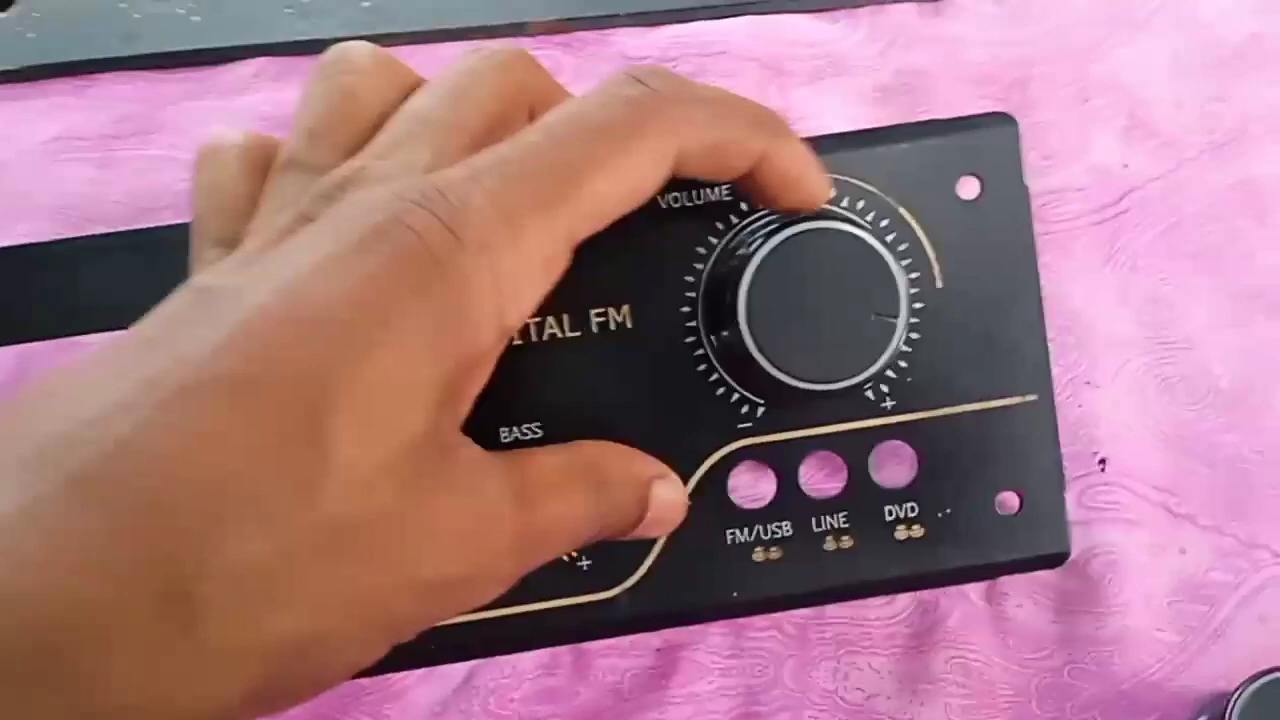 VOLUME
ITAL FM
BASS
- +
FM/USB LINE DVD
+